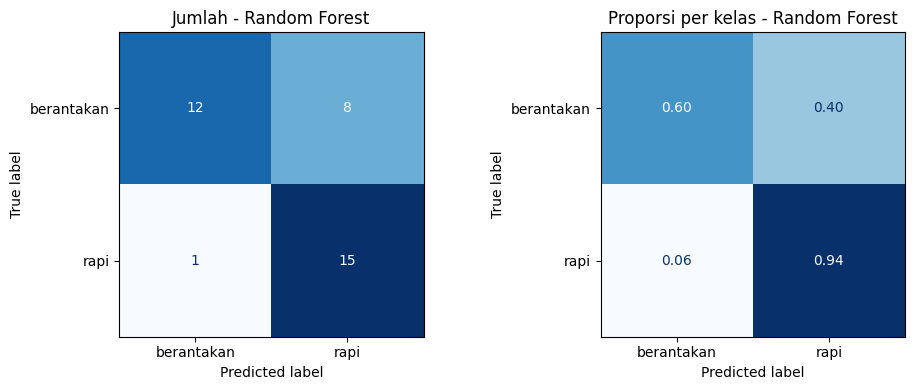 Jumlah - Random Forest
True label
berantakan
12
8
rapi
1
15
berantakan
rapi
Predicted label
Proporsi per kelas - Random Forest
True label
berantakan
0.60
0.40
rapi
0.06
0.94
berantakan
rapi
Predicted label